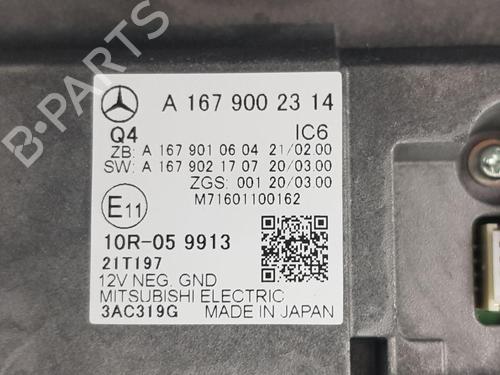 A 167 900 23 14
Q4 IC6
ZB: A 167 901 06 04 21/02.00
SW: A 167 902 17 07 20/03.00
ZGS: 001 20/03.00
M71601100162
E11
10R-05 9913
21T197
12V NEG. GND
MITSUBISHI ELECTRIC
3AC319G MADE IN JAPAN
B-PARTS